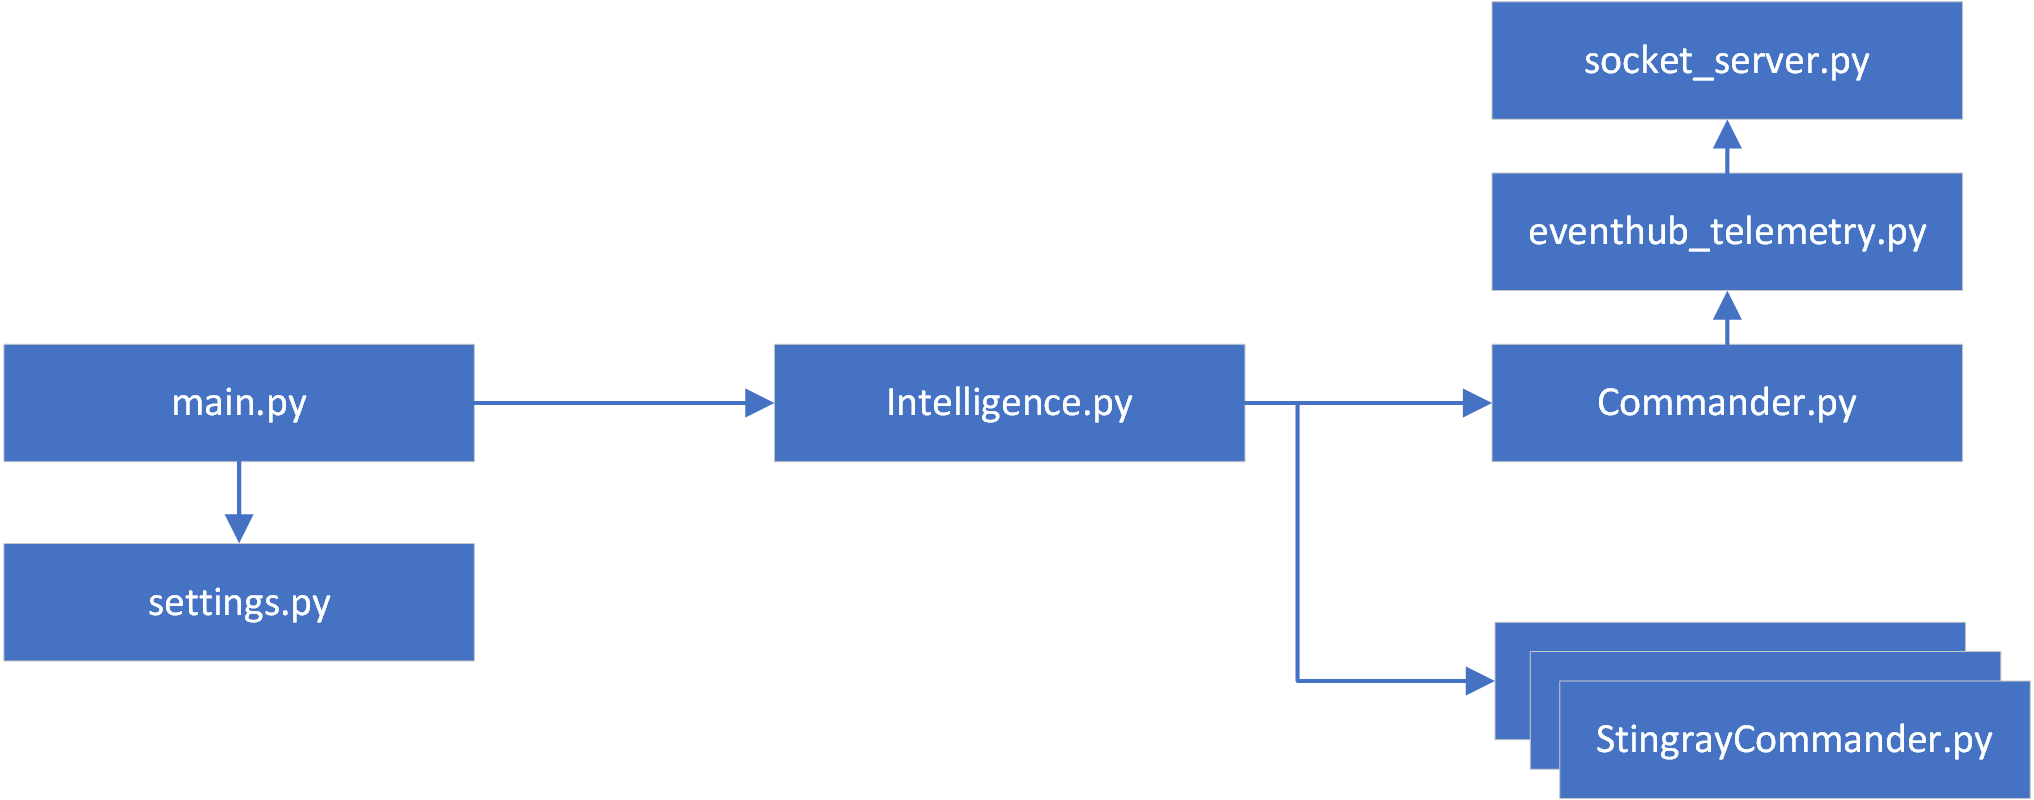 socket_server.py
eventhub_telemetry.py
main.py
Intelligence.py
Commander.py
settings.py
StingrayCommander.py